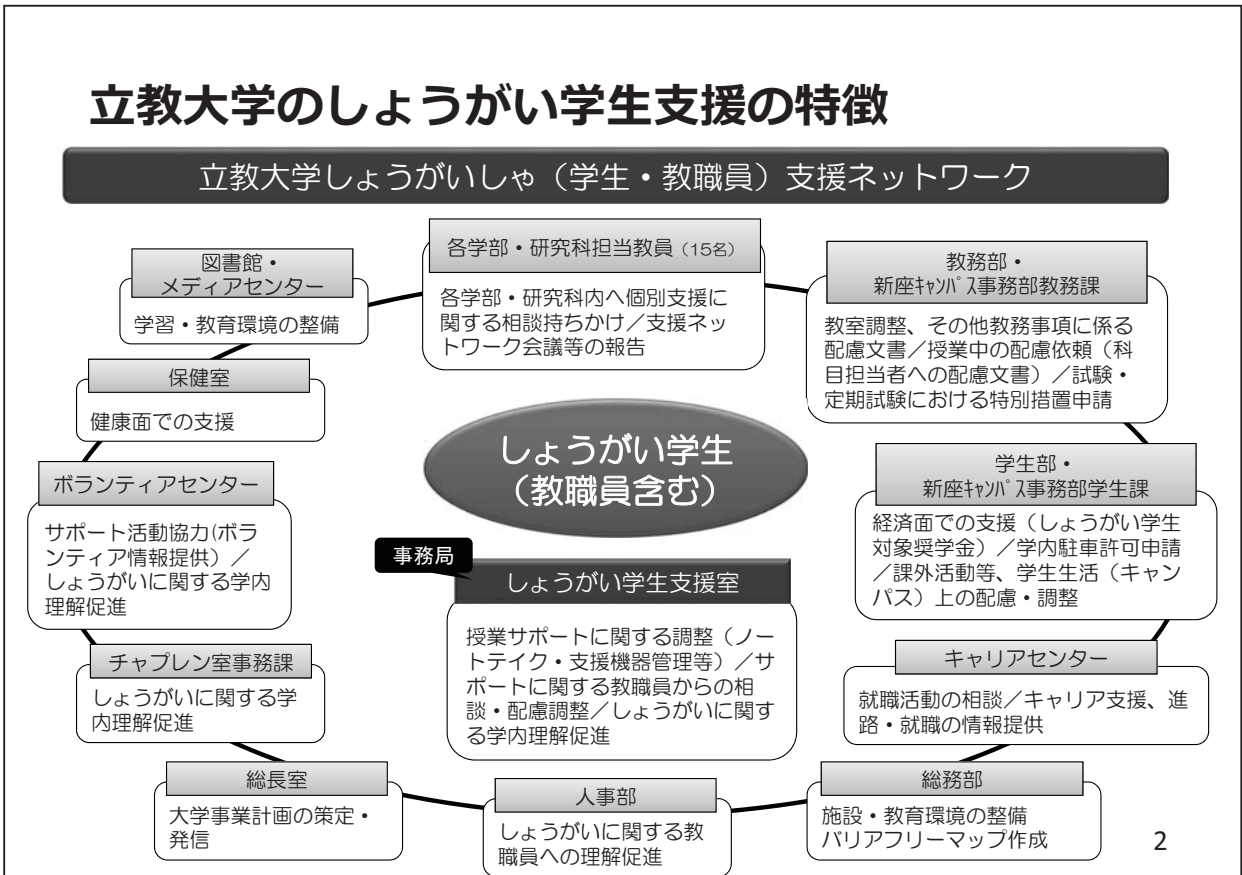 立教大学のしょうがい学生支援の特徴
立教大学しょうがいしゃ（学生・教職員）支援ネットワーク
図書館・
メディアセンター
学習・教育環境の整備
各学部・研究科担当教員（15名）
各学部・研究科内へ個別支援に
関する相談持ちかけ／支援ネッ
トワーク会議等の報告
教務部・
新座ｷｬﾝﾊﾟｽ事務部教務課
教室調整、その他教務事項に係る
配慮文書／授業中の配慮依頼（科
目担当者への配慮文書）／試験・
定期試験における特別措置申請
保健室
健康面での支援
しょうがい学生
（教職員含む）
学生部・
新座ｷｬﾝﾊﾟｽ事務部学生課
経済面での支援（しょうがい学生
対象奨学金）／学内駐車許可申請
／課外活動等、学生生活（キャン
パス）上の配慮・調整
ボランティアセンター
サポート活動協力(ボラ
ンティア情報提供）／
しょうがいに関する学内
理解促進
事務局
しょうがい学生支援室
授業サポートに関する調整（ノー
トテイク・支援機器管理等）／サ
ポートに関する教職員からの相
談・配慮調整／しょうがいに関す
る学内理解促進
チャプレン室事務課
しょうがいに関する学
内理解促進
キャリアセンター
就職活動の相談／キャリア支援、進
路・就職の情報提供
総長室
大学事業計画の策定・
発信
人事部
しょうがいに関する教
職員への理解促進
総務部
施設・教育環境の整備
バリアフリーマップ作成
2